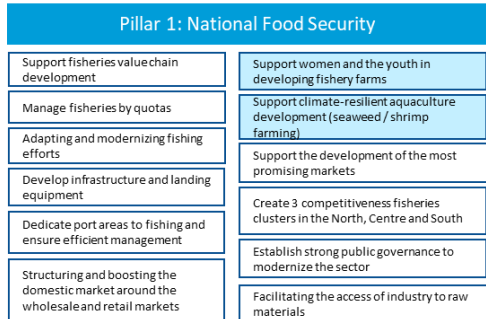 Pillar 1: National Food Security
Support fisheries value chain
development
Manage fisheries by quotas
Adapting and modernizing fishing
efforts
Develop infrastructure and landing
equipment
Dedicate port areas to fishing and
ensure efficient management
Structuring and boosting the
domestic market around the
wholesale and retail markets
Support women and the youth in
developing fishery farms
Support climate-resilient aquaculture
development (seaweed / shrimp
farming)
Support the development of the most
promising markets
Create 3 competitiveness fisheries
clusters in the North, Centre and South
Establish strong public governance to
modernize the sector
Facilitating the access of industry to raw
materials